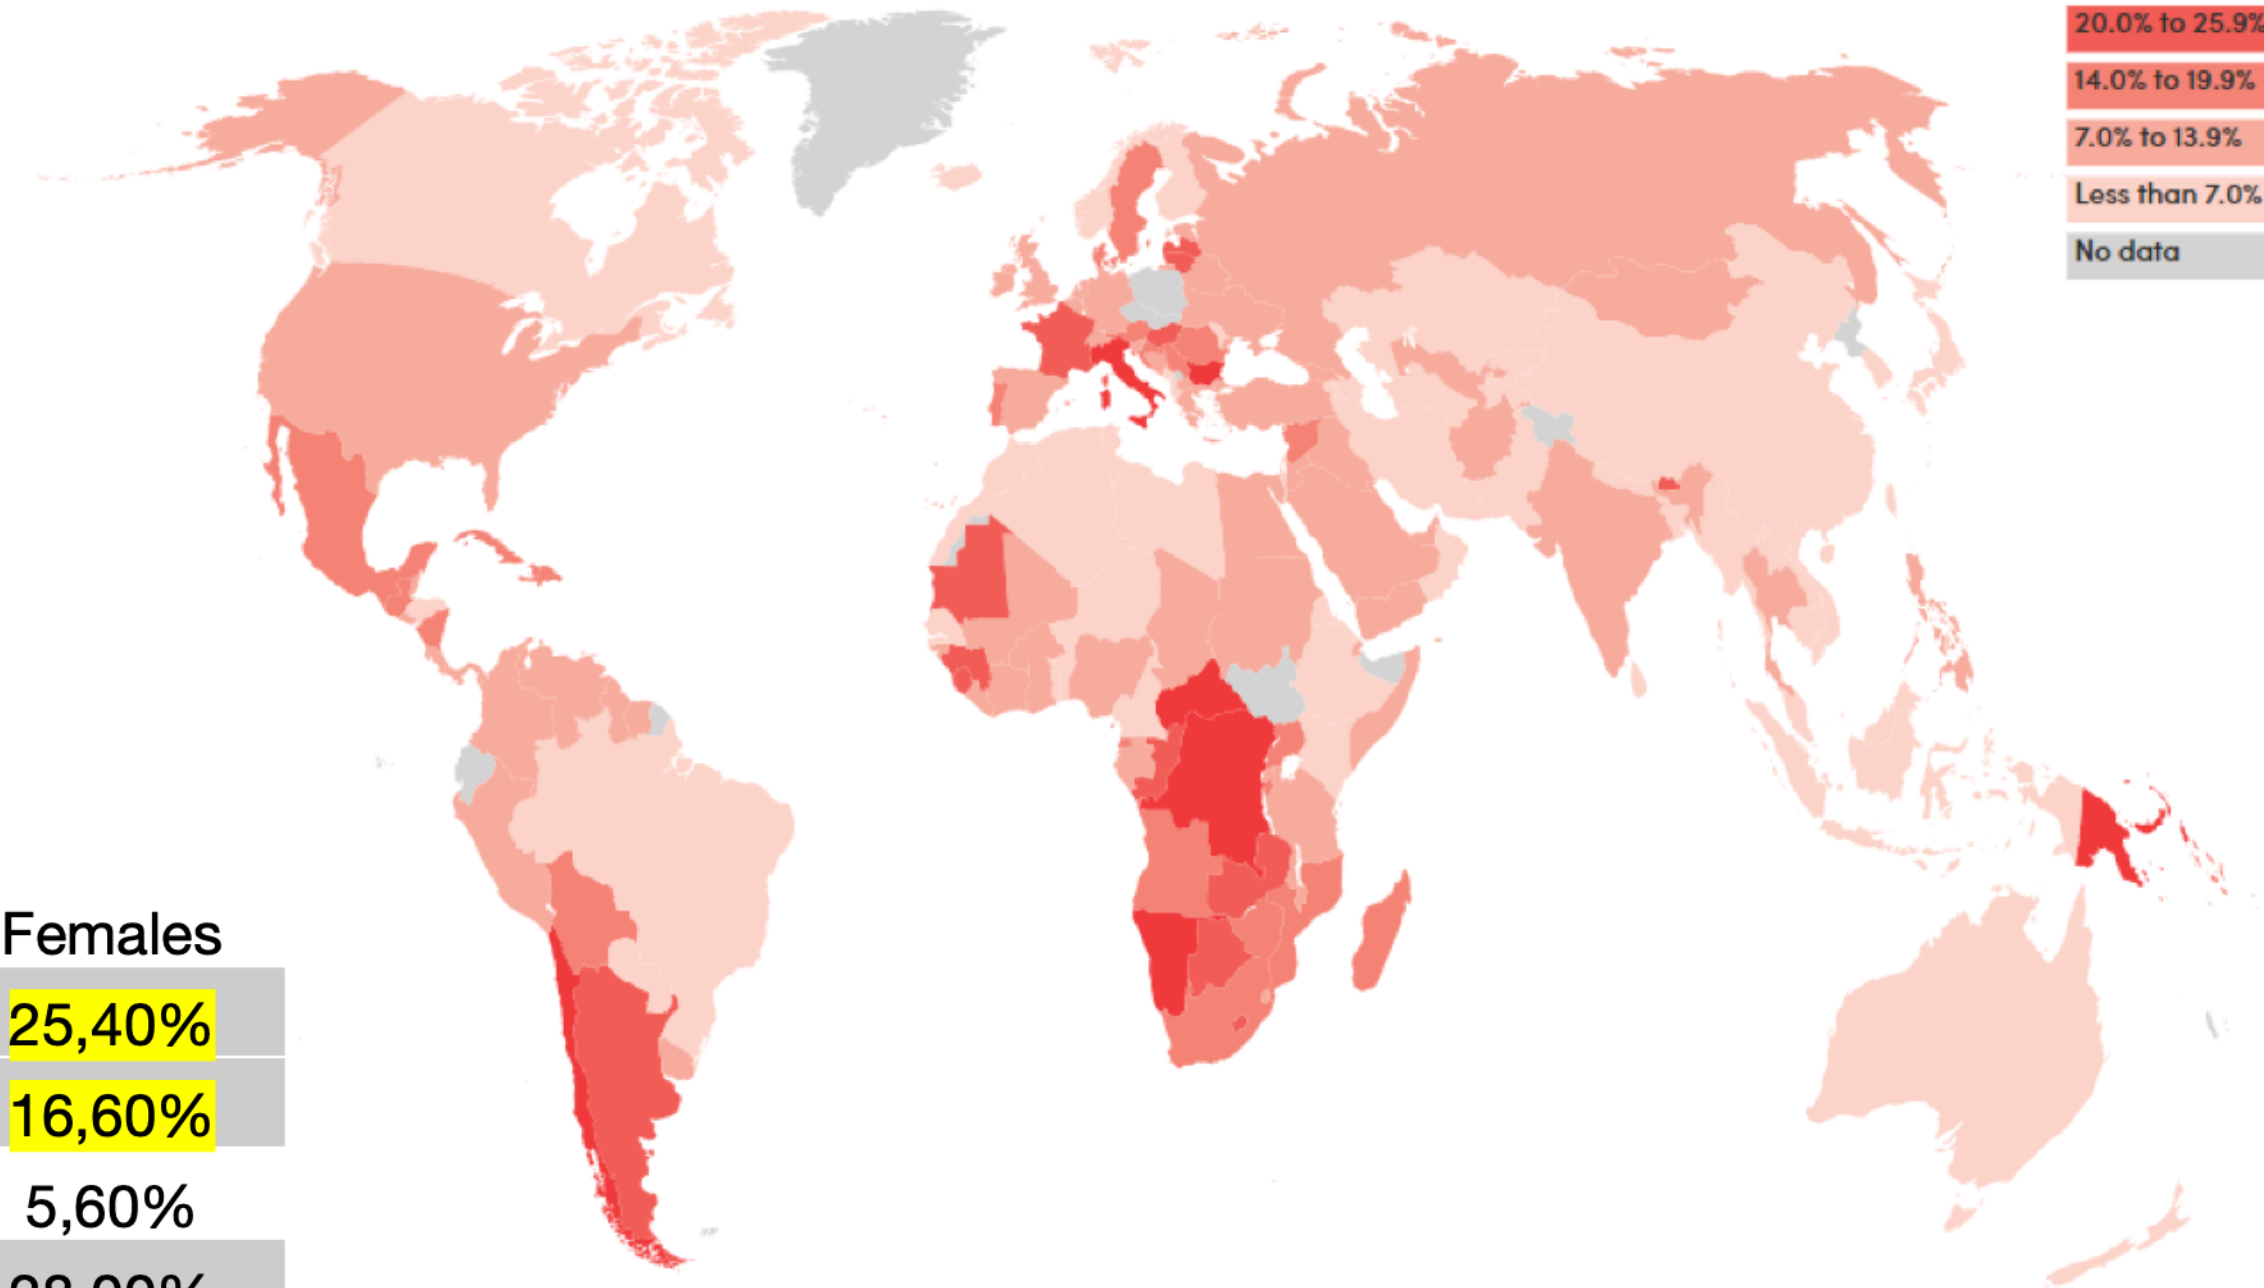 20.0% to 25.9%
14.0% to 19.9%
7.0% to 13.9%
Less than 7.0%
No data
Females
25,40%
16,60%
5,60%